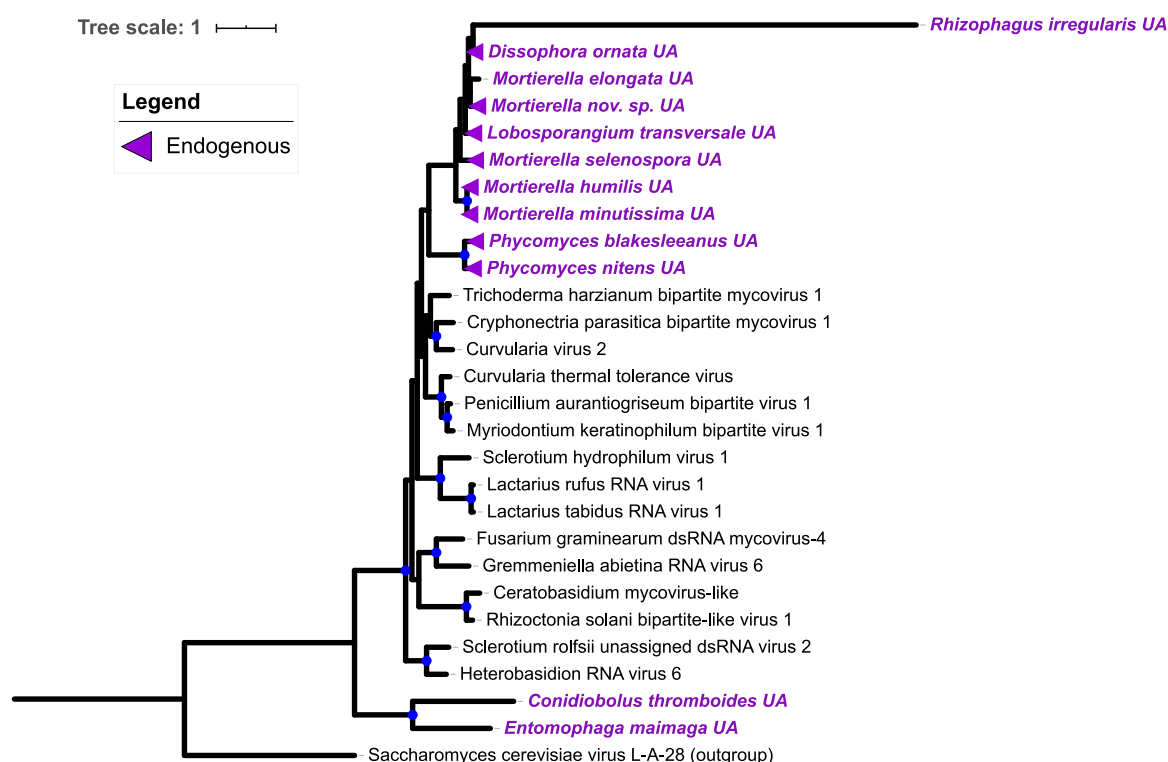 Tree scale: 1
Legend
Endogenous
Rhizophagus irregularis UA
Dissophora ornata UA
Mortierella elongata UA
Mortierella nov. sp. UA
Lobosporangium transversale UA
Mortierella selenospora UA
Mortierella humilis UA
Mortierella minutissima UA
Phycomyces blakesleeanus UA
Phycomyces nitens UA
Trichoderma harzianum bipartite mycovirus 1
Cryphonectria parasitica bipartite mycovirus 1
Curvularia virus 2
Curvularia thermal tolerance virus
Penicillium aurantiogriseum bipartite virus 1
Myriodontium keratinophilum bipartite virus 1
Sclerotium hydrophilum virus 1
Lactarius rufus RNA virus 1
Lactarius tabidus RNA virus 1
Fusarium graminearum dsRNA mycovirus-4
Gremmeniella abietina RNA virus 6
Ceratobasidium mycovirus-like
Rhizoctonia solani bipartite-like virus 1
Sclerotium rolfsii unassigned dsRNA virus 2
Heterobasidion RNA virus 6
Conidiobolus thromboides UA
Entomophaga maimaga UA
Saccharomyces cerevisiae virus L-A-28 (outgroup)